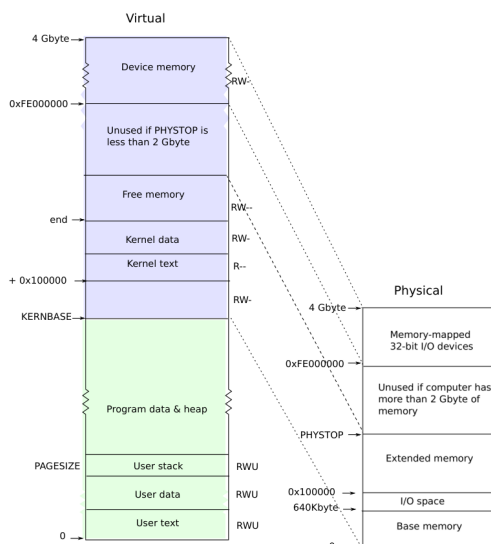 Virtual
4 Gbyte
Device memory
RW-
0xFE000000
Unused if PHYSTOP is
less than 2 Gbyte
Free memory
RW--
end
Kernel data
RW-
Kernel text
R--
+ 0x100000
RW-
KERNBASE
Program data & heap
PAGESIZE
User stack
RWU
User data
RWU
User text
RWU
0
Physical
4 Gbyte
Memory-mapped
32-bit I/O devices
0xFE000000
Unused if computer has
more than 2 Gbyte of
memory
PHYSTOP
Extended memory
0x100000
I/O space
640Kbyte
Base memory